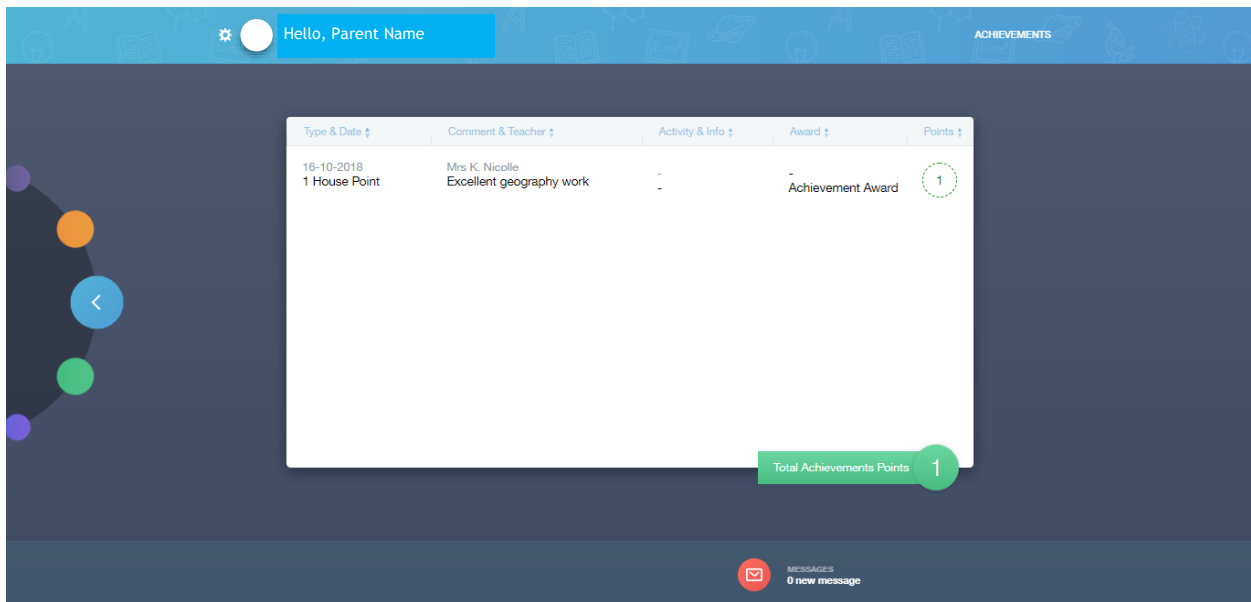 Hello, Parent Name
ACHIEVEMENTS
Type & Date Comment & Teacher Activity & Info Award Points
16-10-2018 Mrs K. Nicolle - -
1 House Point Excellent geography work - Achievement Award 1
Total Achievements Points 1
MESSAGES
0 new message